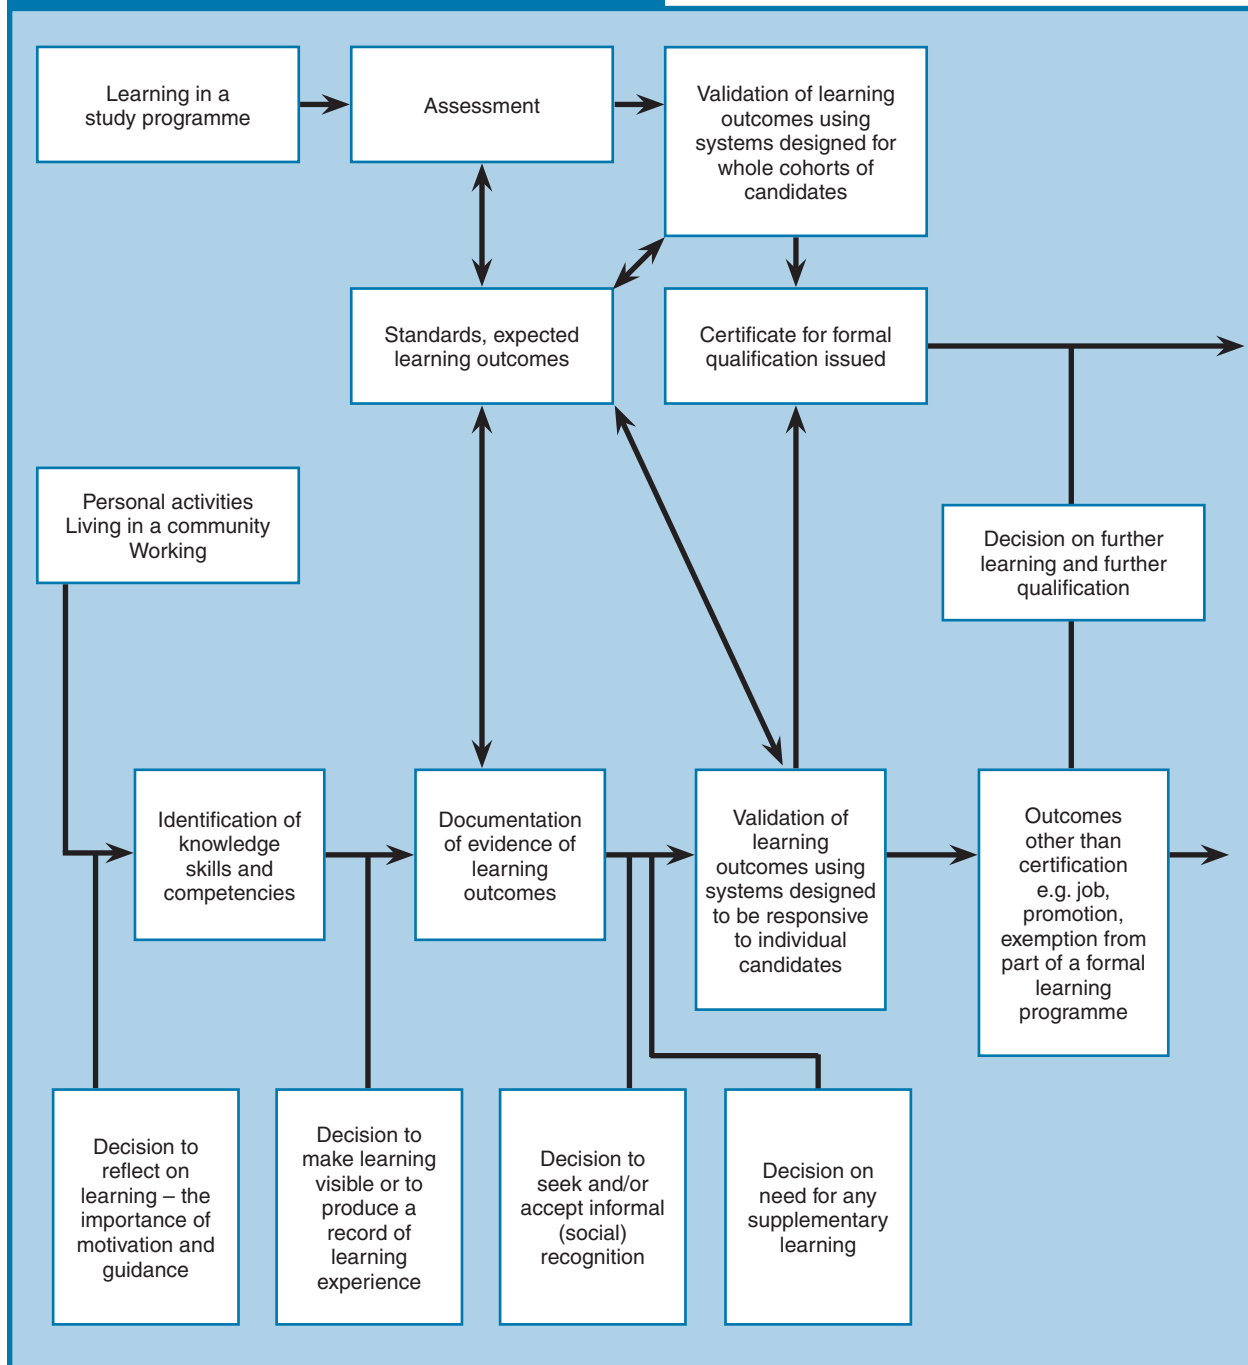 Learning in a
study programme
Assessment
Validation of learning
outcomes using
systems designed for
whole cohorts of
candidates
Standards, expected
learning outcomes
Certificate for formal
qualification issued
Personal activities
Living in a community
Working
Decision on further
learning and further
qualification
Identification of
knowledge
skills and
competencies
Documentation
of evidence of
learning
outcomes
Validation of
learning
outcomes using
systems designed
to be responsive
to individual
candidates
Outcomes
other than
certification
e.g. job,
promotion,
exemption from
part of a formal
learning
programme
Decision to
reflect on
learning – the
importance of
motivation and
guidance
Decision to
make learning
visible or to
produce a
record of
learning
experience
Decision to
seek and/or
accept informal
(social)
recognition
Decision on
need for any
supplementary
learning